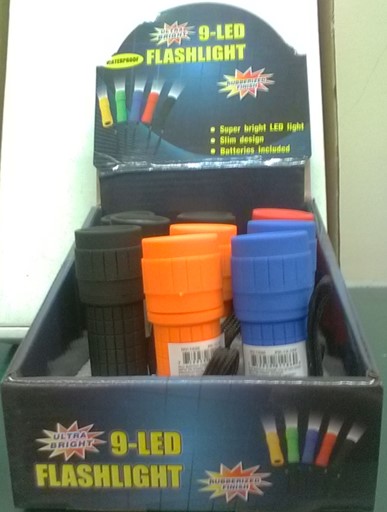 ULTRA
BRIGHT
9-LED
WATERPROOF
FLASHLIGHT
RUBBERIZED
FINISH
Super bright LED light
Slim design
Batteries included
ULTRA
BRIGHT
9-LED
FLASHLIGHT
RUBBERIZED
FINISH